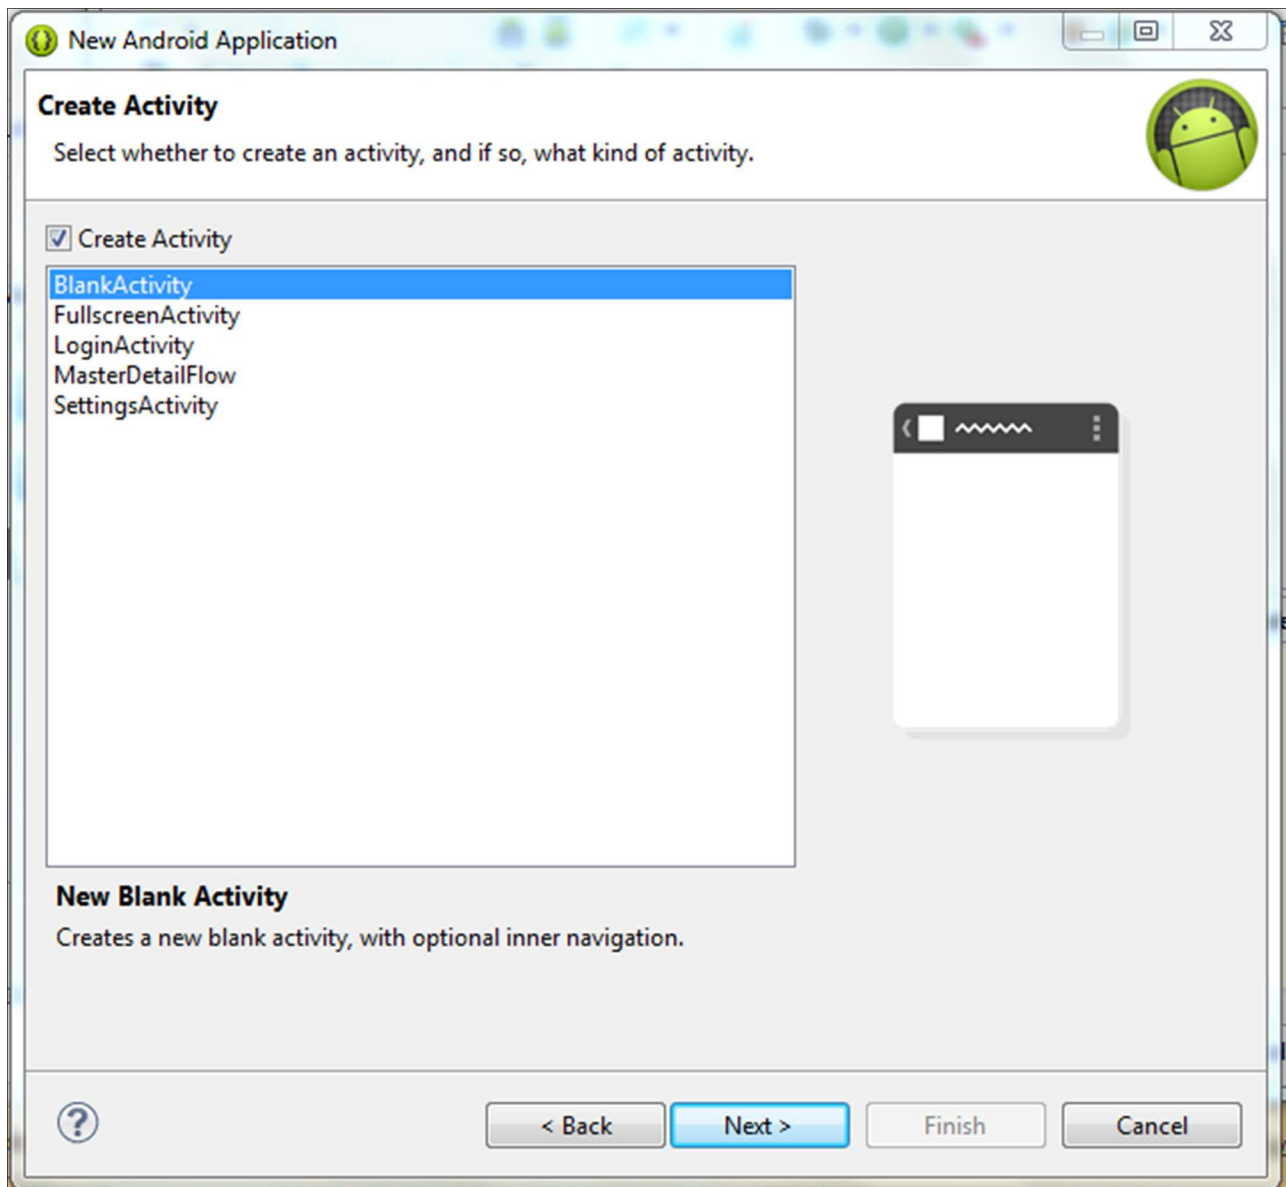 New Android Application
Create Activity
Select whether to create an activity, and if so, what kind of activity.
Create Activity
BlankActivity
FullscreenActivity
LoginActivity
MasterDetailFlow
SettingsActivity
New Blank Activity
Creates a new blank activity, with optional inner navigation.
< Back
Next >
Finish
Cancel